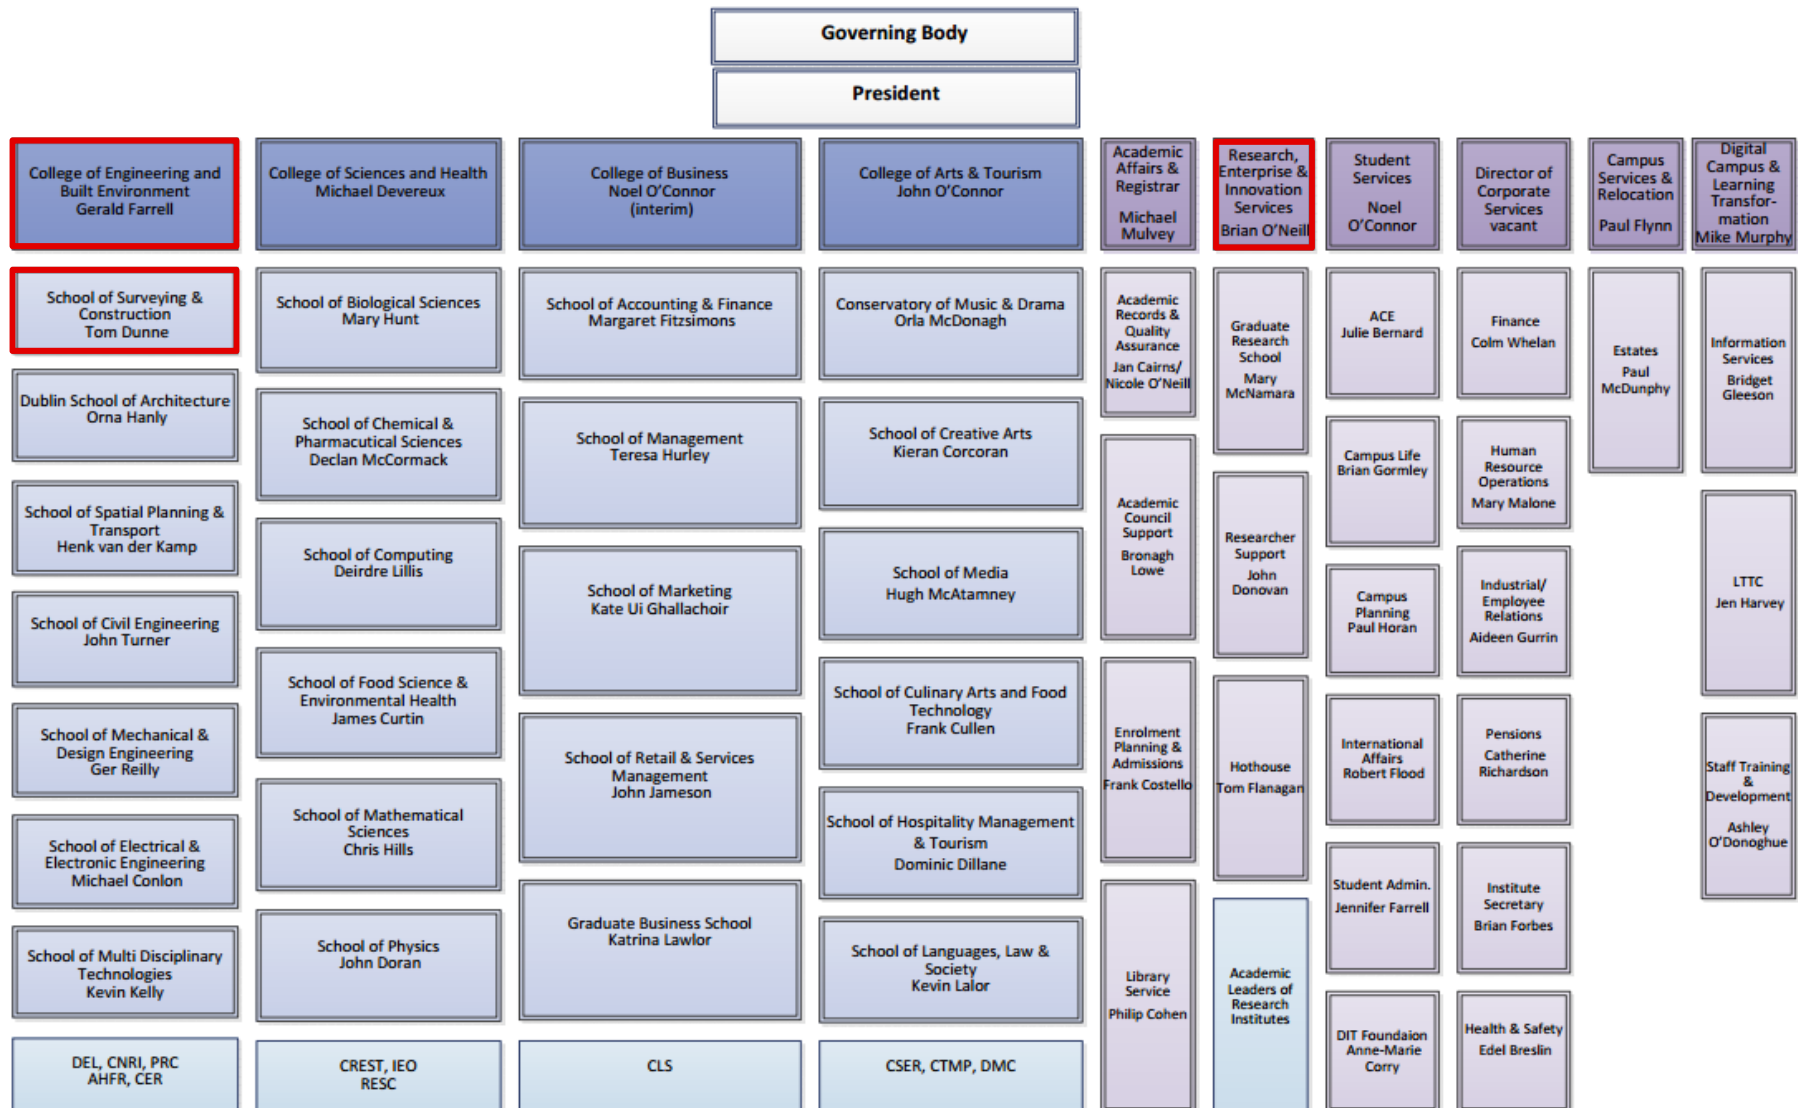 Governing Body
President
College of Engineering and
Built Environment
Gerald Farrell
School of Surveying &
Construction
Tom Dunne
Dublin School of Architecture
Orna Hanly
School of Spatial Planning &
Transport
Henk van der Kamp
School of Civil Engineering
John Turner
School of Mechanical &
Design Engineering
Ger Reilly
School of Electrical &
Electronic Engineering
Michael Conlon
School of Multi Disciplinary
Technologies
Kevin Kelly
DEL, CNRI, PRC
AHFR, CER
College of Sciences and Health
Michael Devereux
School of Biological Sciences
Mary Hunt
School of Chemical &
Pharmacutical Sciences
Declan McCormack
School of Computing
Deirdre Lillis
School of Food Science &
Environmental Health
James Curtin
School of Mathematical
Sciences
Chris Hills
School of Physics
John Doran
CREST, IEO
RESC
College of Business
Noel O'Connor
(interim)
School of Accounting & Finance
Margaret Fitzsimons
School of Management
Teresa Hurley
School of Marketing
Kate Ui Ghallachoir
School of Retail & Services
Management
John Jameson
Graduate Business School
Katrina Lawlor
CLS
College of Arts & Tourism
John O'Connor
Conservatory of Music & Drama
Orla McDonagh
School of Creative Arts
Kieran Corcoran
School of Media
Hugh McAtamney
School of Culinary Arts and Food
Technology
Frank Cullen
School of Hospitality Management
& Tourism
Dominic Dillane
School of Languages, Law &
Society
Kevin Lalor
CSER, CTMP, DMC
Academic
Affairs &
Registrar
Michael
Mulvey
Academic
Records &
Quality
Assurance
Jan Cairns/
Nicole O'Neill
Academic
Council
Support
Bronagh
Lowe
Enrolment
Planning &
Admissions
Frank Costello
Library
Service
Philip Cohen
Research,
Enterprise &
Innovation
Services
Brian O'Neill
Graduate
Research
School
Mary
McNamara
Researcher
Support
John
Donovan
Hothouse
Tom Flanagan
Academic
Leaders of
Research
Institutes
Student
Services
Noel
O'Connor
ACE
Julie Bernard
Campus Life
Brian Gormley
Campus
Planning
Paul Horan
International
Affairs
Robert Flood
Student Admin.
Jennifer Farrell
DIT Foundaion
Anne-Marie
Corry
Director of
Corporate
Services
vacant
Finance
Colm Whelan
Human
Resource
Operations
Mary Malone
Industrial/
Employee
Relations
Aideen Gurrin
Pensions
Catherine
Richardson
Institute
Secretary
Brian Forbes
Health & Safety
Edel Breslin
Campus
Services &
Relocation
Paul Flynn
Estates
Paul
McDunphy
Digital
Campus &
Learning
Transfor-
mation
Mike Murphy
Information
Services
Bridget
Gleeson
LTTC
Jen Harvey
Staff Training
&
Development
Ashley
O'Donoghue